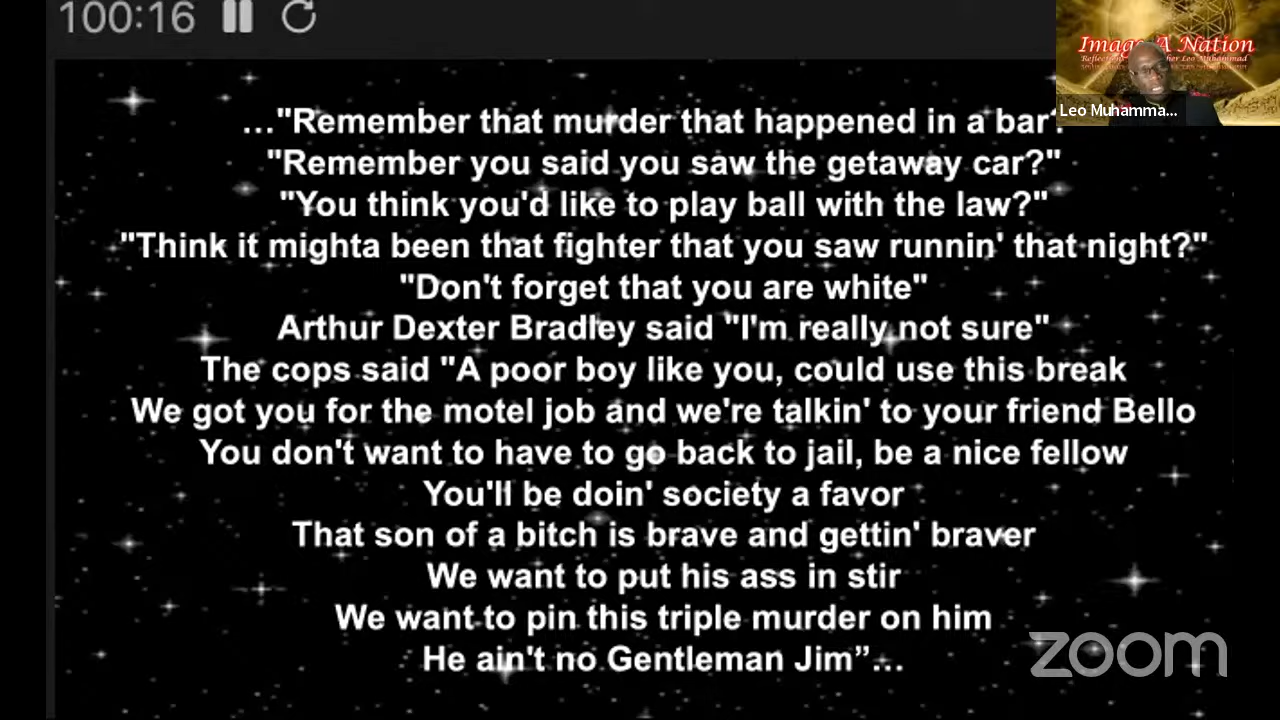 100:16
Image A Nation
Leo Muhamma...
..."Remember that murder that happened in a bar?
"Remember you said you saw the getaway car?"
"You think you'd like to play ball with the law?"
"Think it mighta been that fighter that you saw runnin' that night?"
"Don't forget that you are white"
Arthur Dexter Bradley said "I'm really not sure"
The cops said "A poor boy like you, could use this break
We got you for the motel job and we're talkin' to your friend Bello
You don't want to have to go back to jail, be a nice fellow
You'll be doin' society a favor
That son of a bitch is brave and gettin' braver
We want to put his ass in stir
We want to pin this triple murder on him
He ain't no Gentleman Jim”...
zoom